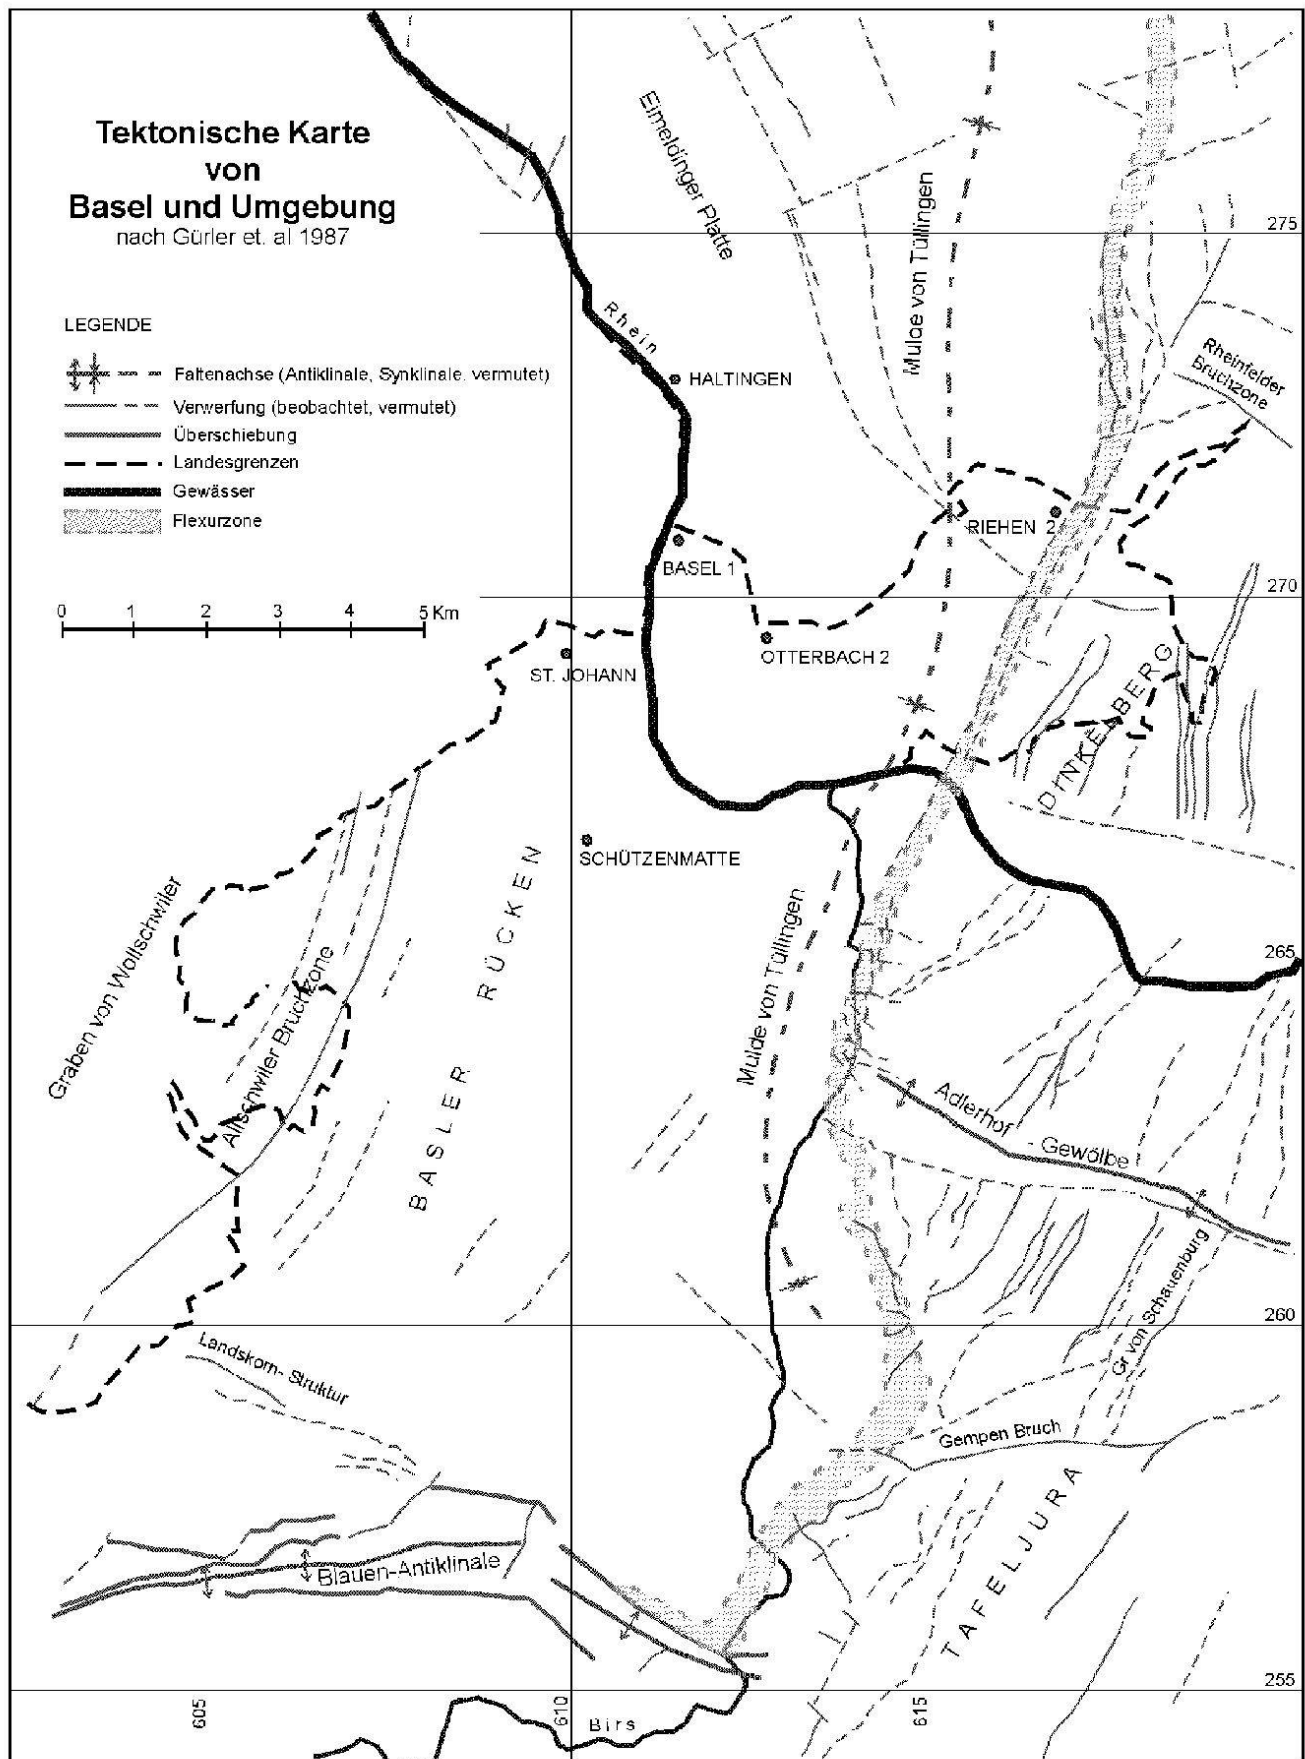 Tektonische Karte
von
Basel und Umgebung
nach Gürler et. al 1987
LEGENDE
Faltenachse (Antiklinale, Synklinale, vermutet)
Verwerfung (beobachtet, vermutet)
Überschiebung
Landesgrenzen
Gewässer
Flexurzone
0 1 2 3 4 5 Km
Eimeldinger Platte
Mulde von Tüllingen
275
Rhein
HALTINGEN
Rheinfelder
Bruchzone
RIEHEN 2
BASEL 1
270
OTTERBACH 2
ST. JOHANN
DINKELBERG
SCHÜTZENMATTE
Graben von Wollschwiler
Allschwiler Bruchzone
BASLER RÜCKEN
Mulde von Tüllingen
265
Adlerhof - Gewölbe
Gr von Schauenburg
260
Landskorn- Struktur
Gempen Bruch
TAFELJURA
Blauen-Antiklinale
255
605
610
615
Birs